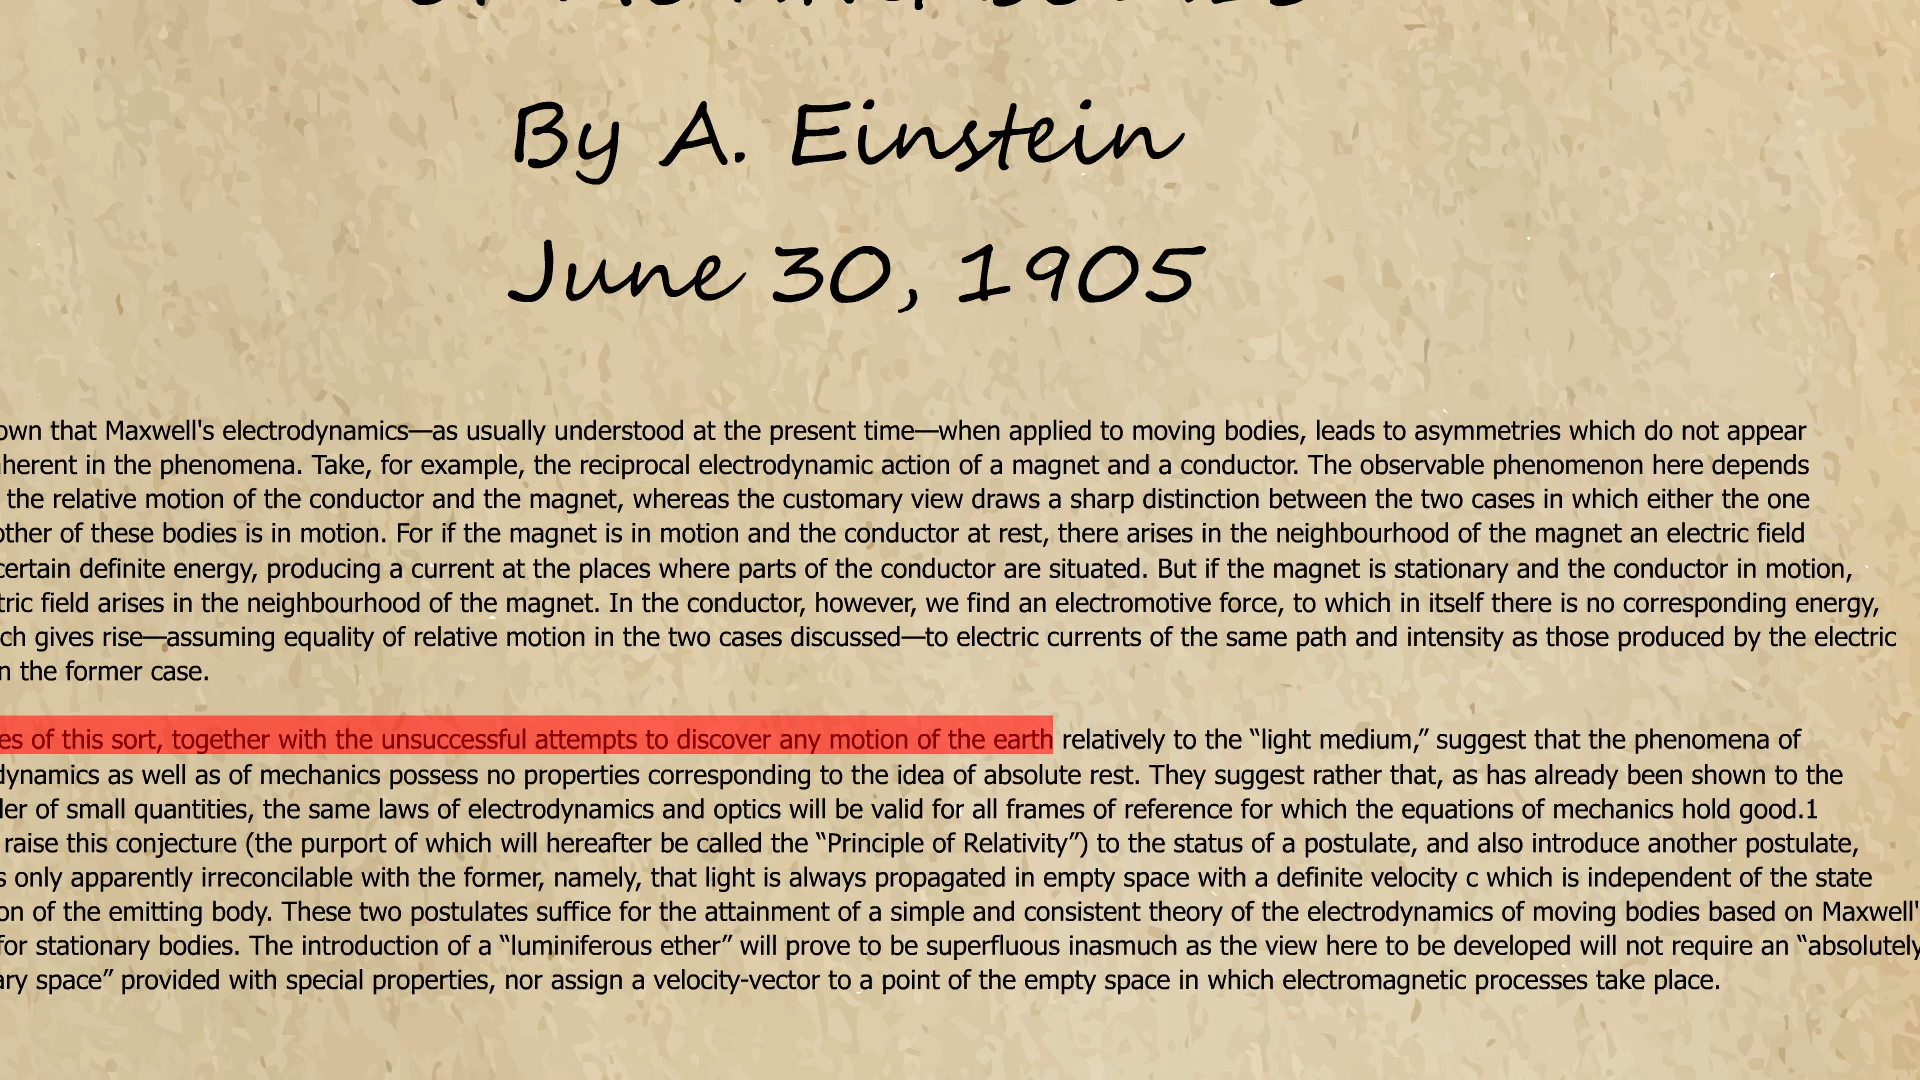 By A. Einstein
June 30, 1905
that Maxwell's electrodynamics—as usually understood at the present time—when applied to moving bodies, leads to asymmetries which do not appear
in the phenomena. Take, for example, the reciprocal electrodynamic action of a magnet and a conductor. The observable phenomenon here depends
the relative motion of the conductor and the magnet, whereas the customary view draws a sharp distinction between the two cases in which either the one
other of these bodies is in motion. For if the magnet is in motion and the conductor at rest, there arises in the neighbourhood of the magnet an electric field
certain definite energy, producing a current at the places where parts of the conductor are situated. But if the magnet is stationary and the conductor in motion,
field arises in the neighbourhood of the magnet. In the conductor, however, we find an electromotive force, to which in itself there is no corresponding energy,
gives rise—assuming equality of relative motion in the two cases discussed—to electric currents of the same path and intensity as those produced by the electric
the former case.
of this sort, together with the unsuccessful attempts to discover any motion of the earth relatively to the “light medium,” suggest that the phenomena of
as well as of mechanics possess no properties corresponding to the idea of absolute rest. They suggest rather that, as has already been shown to the
of small quantities, the same laws of electrodynamics and optics will be valid for all frames of reference for which the equations of mechanics hold good.1
raise this conjecture (the purport of which will hereafter be called the “Principle of Relativity”) to the status of a postulate, and also introduce another postulate,
only apparently irreconcilable with the former, namely, that light is always propagated in empty space with a definite velocity c which is independent of the state
of the emitting body. These two postulates suffice for the attainment of a simple and consistent theory of the electrodynamics of moving bodies based on Maxwell'
for stationary bodies. The introduction of a “luminiferous ether” will prove to be superfluous inasmuch as the view here to be developed will not require an “absolutely
space” provided with special properties, nor assign a velocity-vector to a point of the empty space in which electromagnetic processes take place.